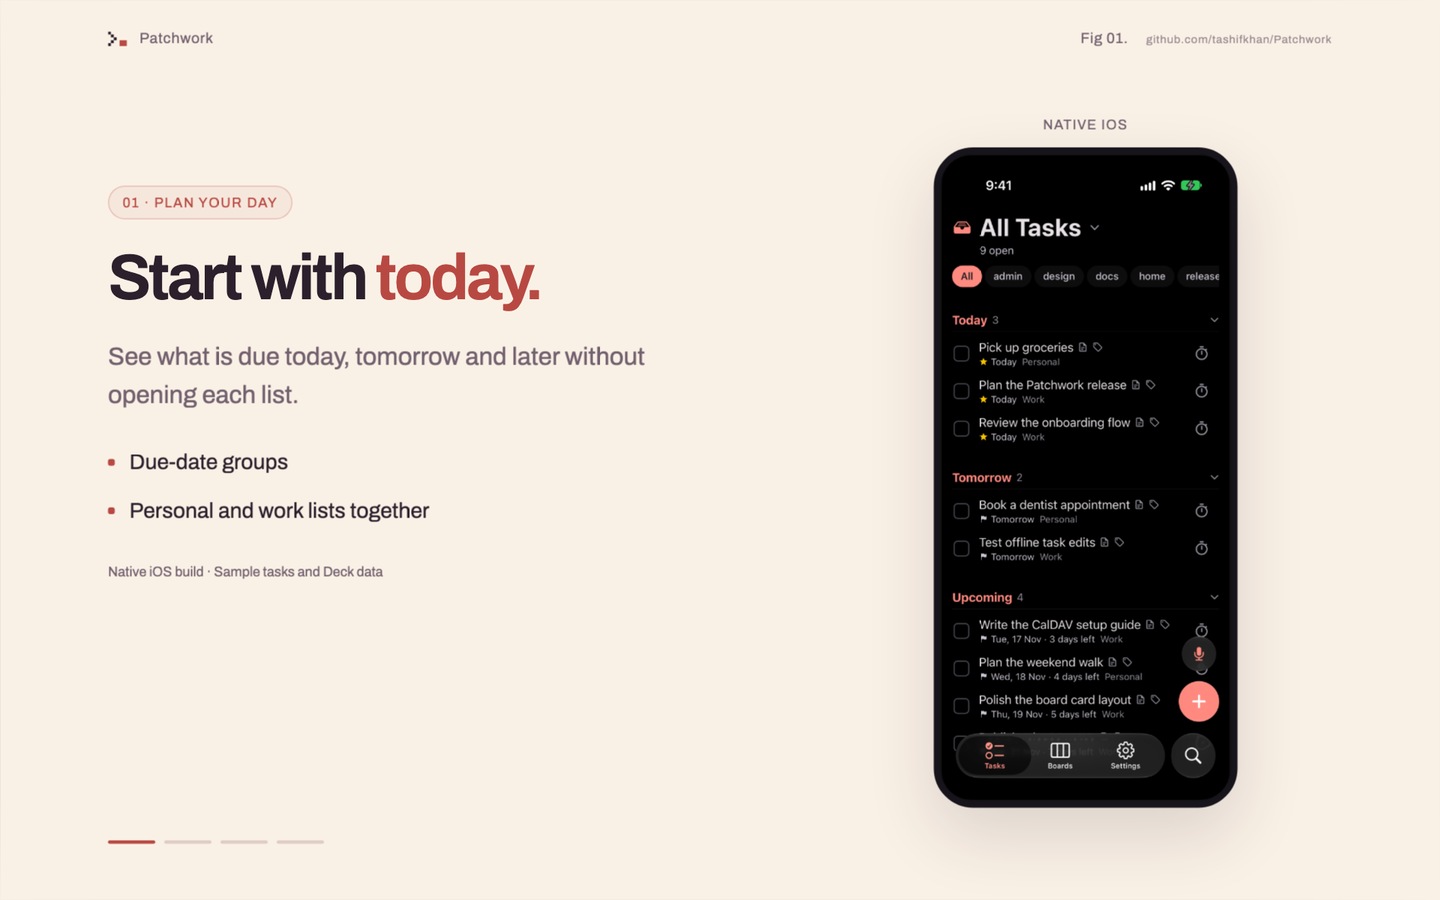 Patchwork
Fig 01. github.com/tashifkhan/Patchwork
01 · PLAN YOUR DAY
Start with today.
See what is due today, tomorrow and later without
opening each list.
Due-date groups
Personal and work lists together
Native iOS build · Sample tasks and Deck data
NATIVE IOS
9:41
All Tasks
9 open
All admin design docs home release
Today 3
Pick up groceries
Today Personal
Plan the Patchwork release
Today Work
Review the onboarding flow
Today Work
Tomorrow 2
Book a dentist appointment
Tomorrow Personal
Test offline task edits
Tomorrow Work
Upcoming 4
Write the CalDAV setup guide
Tue, 17 Nov · 3 days left Work
Plan the weekend walk
Wed, 18 Nov · 4 days left Personal
Polish the board card layout
Thu, 19 Nov · 5 days left Work
Tasks Boards Settings